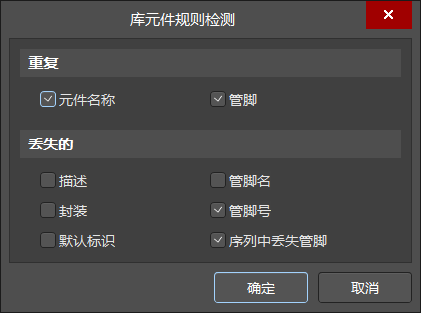 库元件规则检测
重复
元件名称 管脚
丢失的
描述 管脚名
封装 管脚号
默认标识 序列中丢失管脚
确定 取消